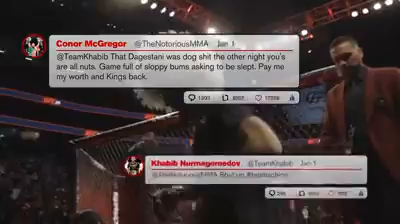 Conor McGregor @TheNotoriousMMA Jan 1
@TeamKhabib That Dagestani was dog shit the other night you's
are all nuts. Game full of sloppy bums asking to be slept. Pay me
my worth and Kings back.
Khabib Nurmagomedov @TeamKhabib Jan 1
@TheNotoriousMMA